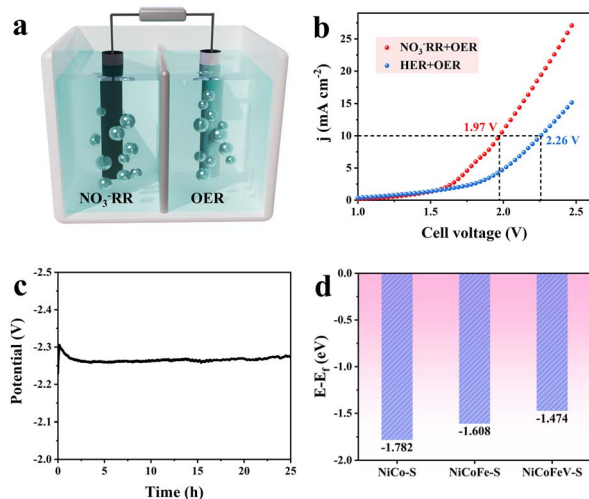 a
NO₃⁻RR
OER
b
NO₃⁻RR+OER
HER+OER
1.97 V
2.26 V
25
20
15
10
5
0
1.0
1.5
2.0
2.5
j (mA cm⁻²)
Cell voltage (V)
c
-2.5
-2.4
-2.3
-2.2
-2.1
-2.0
0
5
10
15
20
25
Potential (V)
Time (h)
d
0.0
-0.5
-1.0
-1.5
-2.0
E-E_f (eV)
-1.782
-1.608
-1.474
NiCo-S
NiCoFe-S
NiCoFeV-S